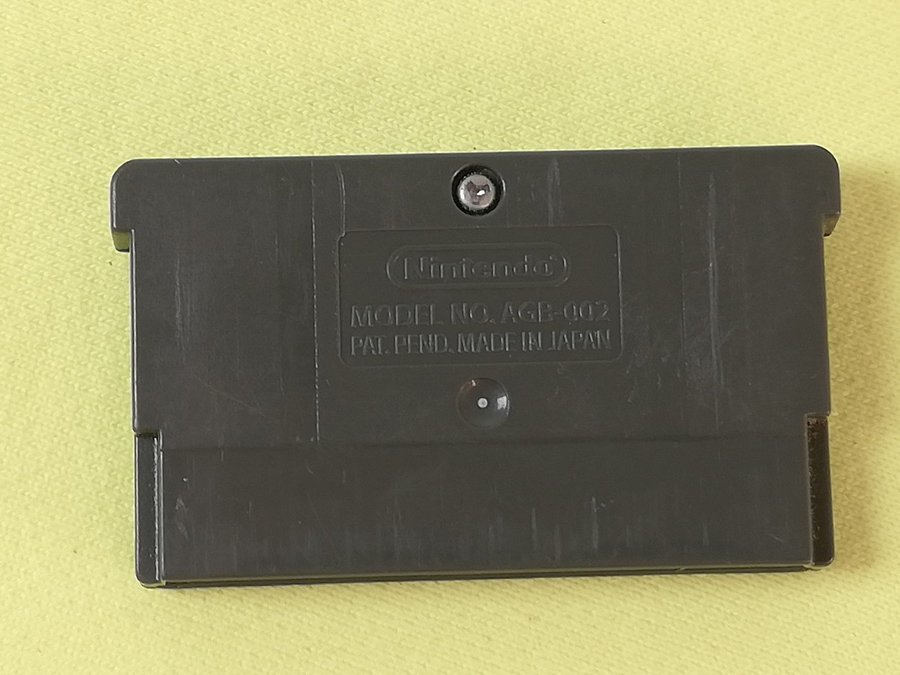 Nintendo
MODEL NO. AGB-002
PAT. PEND. MADE IN JAPAN